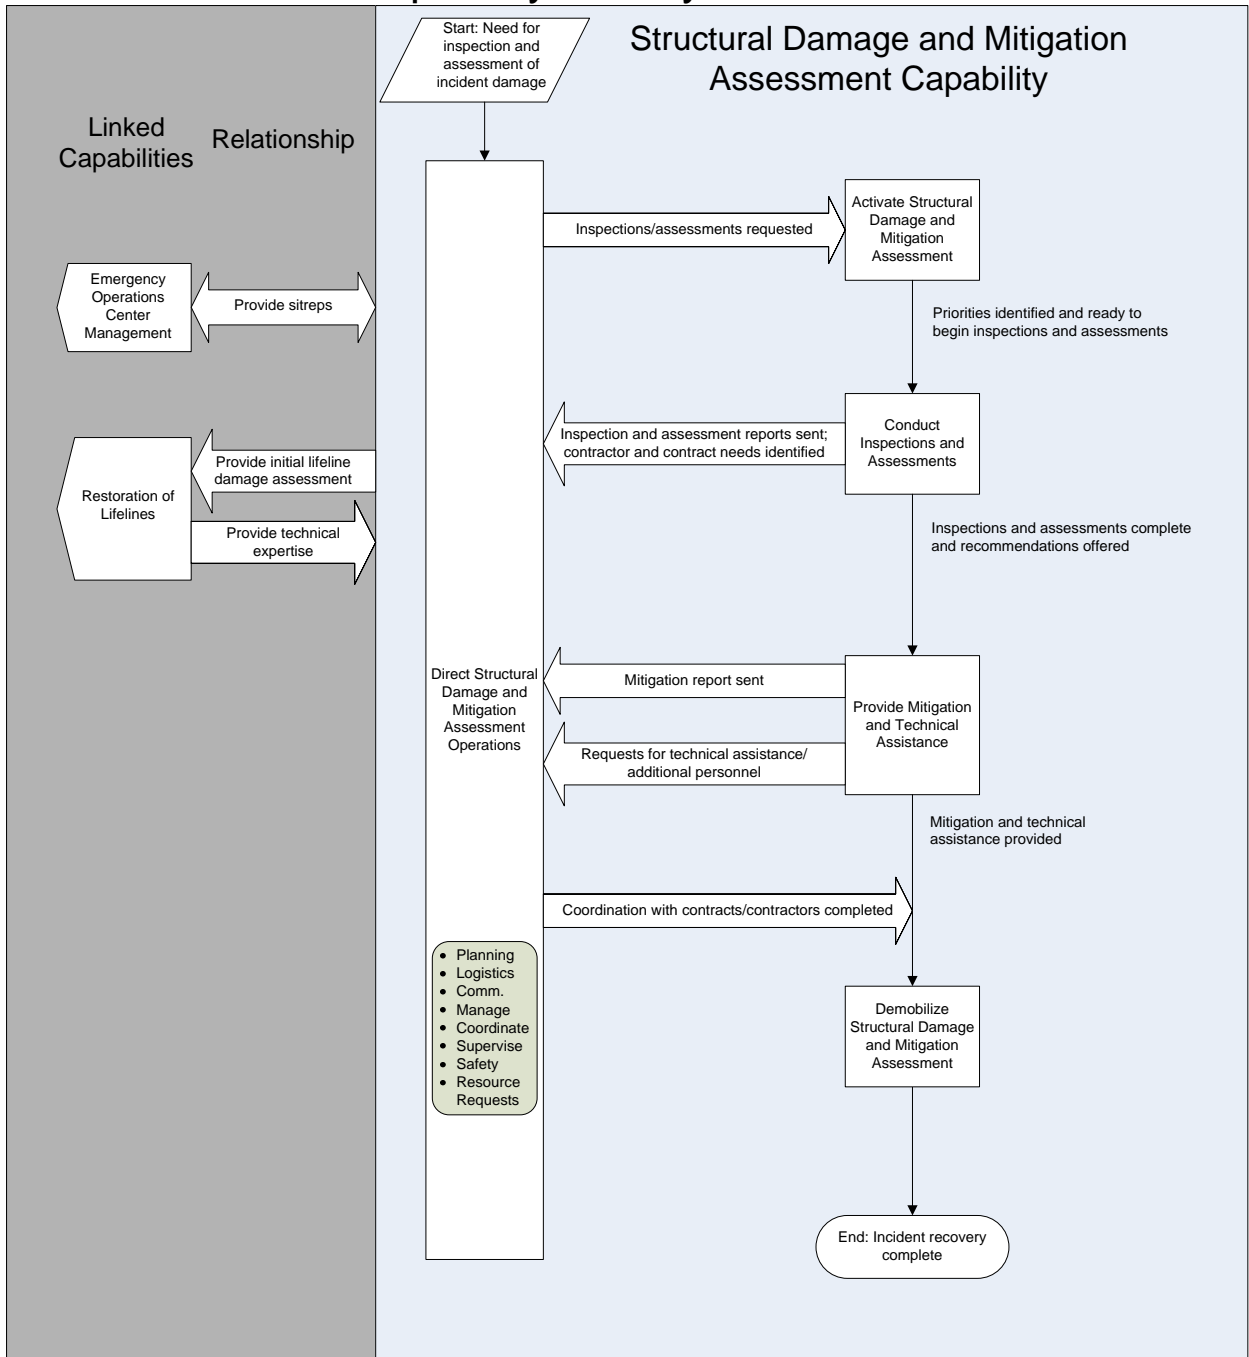 Start: Need for
inspection and
assessment of
incident damage
Structural Damage and Mitigation
Assessment Capability
Linked
Capabilities
Relationship
Activate Structural
Damage and
Mitigation
Assessment
Inspections/assessments requested
Emergency
Operations
Center
Management
Provide sitreps
Priorities identified and ready to
begin inspections and assessments
Conduct
Inspections and
Assessments
Inspection and assessment reports sent;
contractor and contract needs identified
Restoration of
Lifelines
Provide initial lifeline
damage assessment
Provide technical
expertise
Inspections and assessments complete
and recommendations offered
Direct Structural
Damage and
Mitigation
Assessment
Operations
Mitigation report sent
Provide Mitigation
and Technical
Assistance
Requests for technical assistance/
additional personnel
Mitigation and technical
assistance provided
Coordination with contracts/contractors completed
• Planning
• Logistics
• Comm.
• Manage
• Coordinate
• Supervise
• Safety
• Resource
Requests
Demobilize
Structural Damage
and Mitigation
Assessment
End: Incident recovery
complete